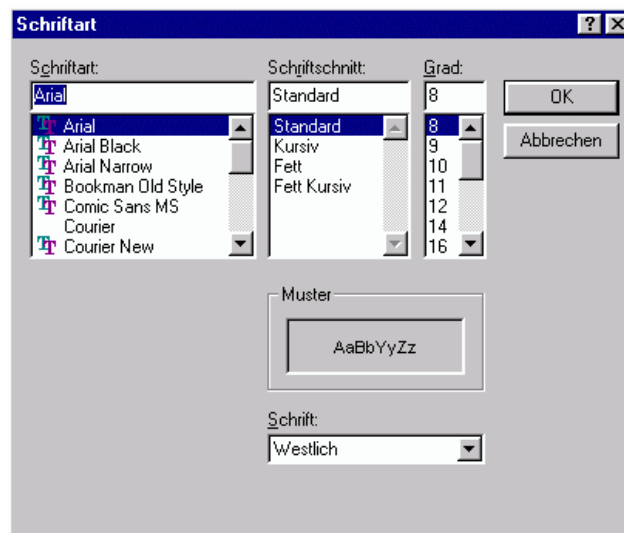 Schriftart
Schriftart:
Arial
Arial
Arial Black
Arial Narrow
Bookman Old Style
Comic Sans MS
Courier
Courier New
Schriftschnitt:
Standard
Standard
Kursiv
Fett
Fett Kursiv
Grad:
8
8
9
10
11
12
14
16
OK
Abbrechen
Muster
AaBbYyZz
Schrift:
Westlich